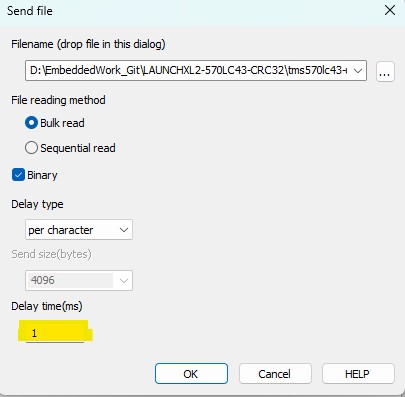 Send file
Filename (drop file in this dialog)
D:\EmbeddedWork_Git\LAUNCHXL2-570LC43-CRC32\tms570lc43-
...
File reading method
Bulk read
Sequential read
Binary
Delay type
per character
Send size(bytes)
4096
Delay time(ms)
1
OK
Cancel
HELP